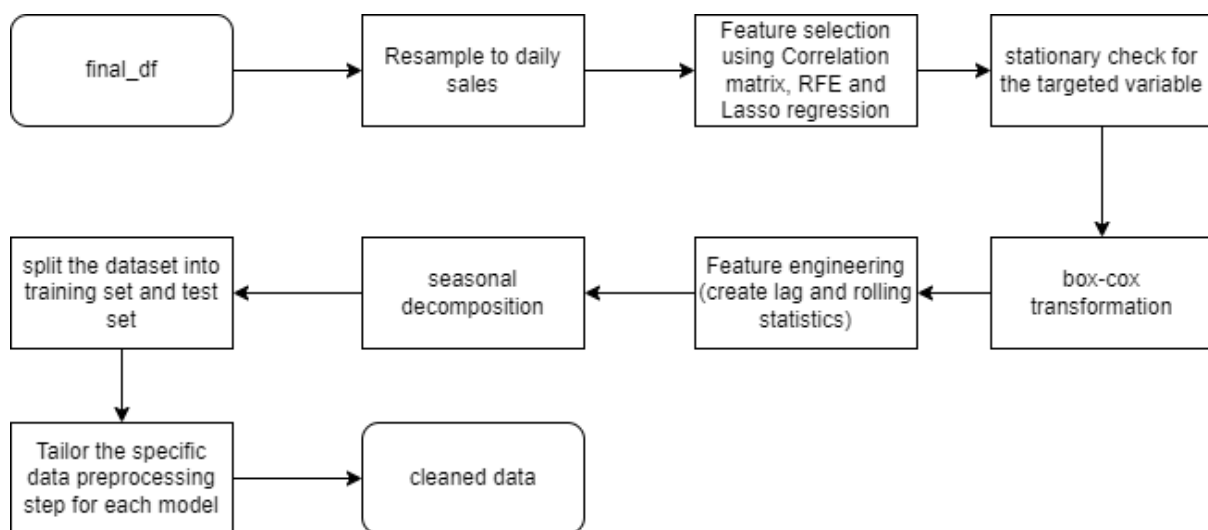 final_df
Resample to daily
sales
Feature selection
using Correlation
matrix, RFE and
Lasso regression
stationary check for
the targeted variable
box-cox
transformation
Feature engineering
(create lag and rolling
statistics)
seasonal
decomposition
split the dataset into
training set and test
set
Tailor the specific
data preprocessing
step for each model
cleaned data